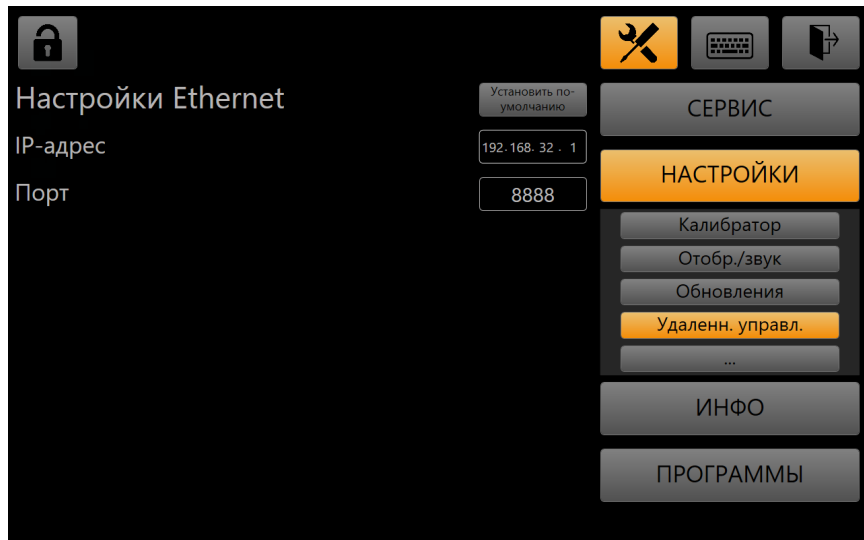 Настройки Ethernet
Установить по-
умолчанию
IP-адрес
192.168. 32 . 1
Порт
8888
СЕРВИС
НАСТРОЙКИ
Калибратор
Отобр./звук
Обновления
Удаленн. управл.
...
ИНФО
ПРОГРАММЫ